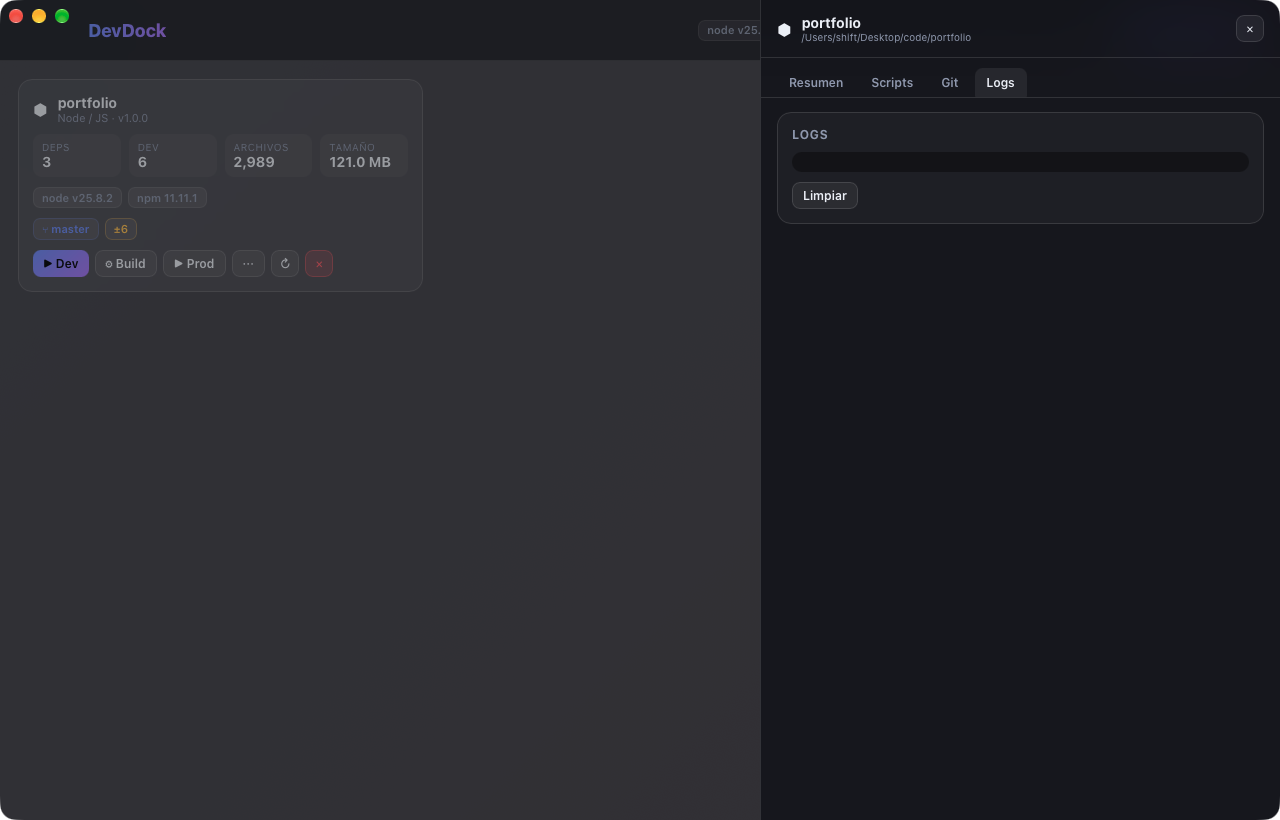 DevDock
node v25.
portfolio
Node / JS · v1.0.0
DEPS
3
DEV
6
ARCHIVOS
2,989
TAMAÑO
121.0 MB
node v25.8.2
npm 11.11.1
master
±6
Dev
Build
Prod
portfolio
/Users/shift/Desktop/code/portfolio
Resumen
Scripts
Git
Logs
LOGS
Limpiar